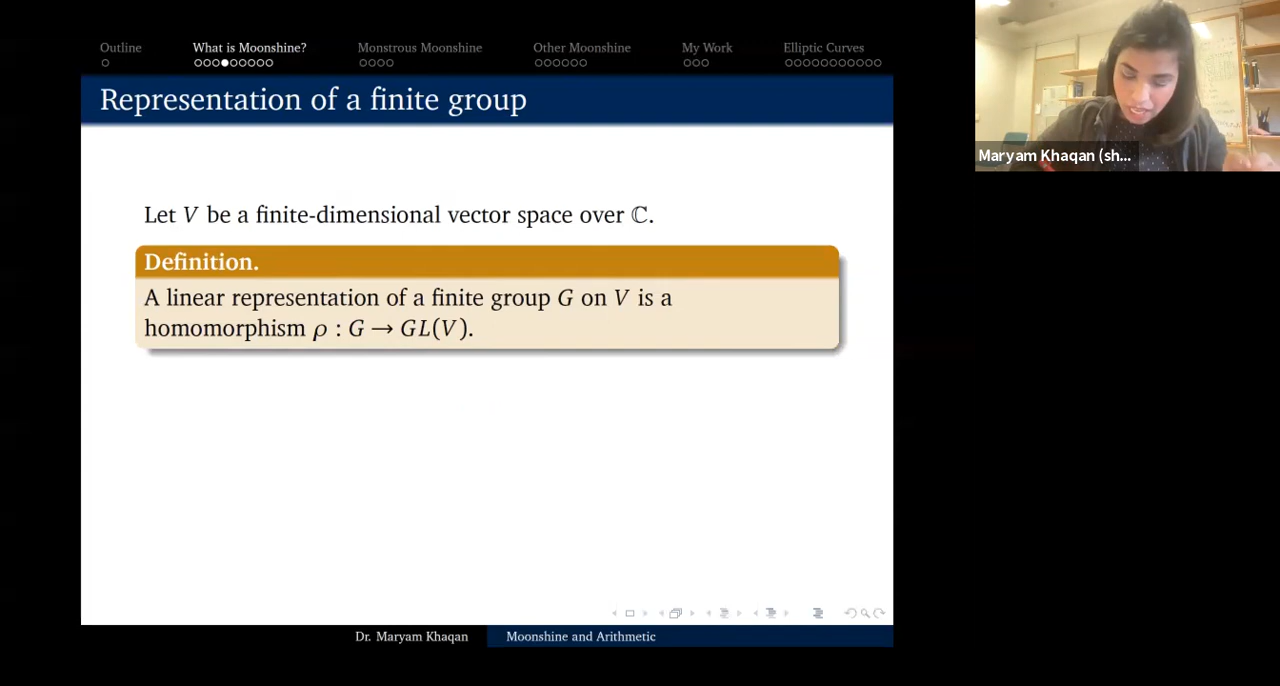 Outline What is Moonshine? Monstrous Moonshine Other Moonshine My Work Elliptic Curves
Representation of a finite group
Maryam Khaqan (sh...
Let V be a finite-dimensional vector space over ℂ.
Definition.
A linear representation of a finite group G on V is a
homomorphism ρ : G → GL(V).
Dr. Maryam Khaqan Moonshine and Arithmetic